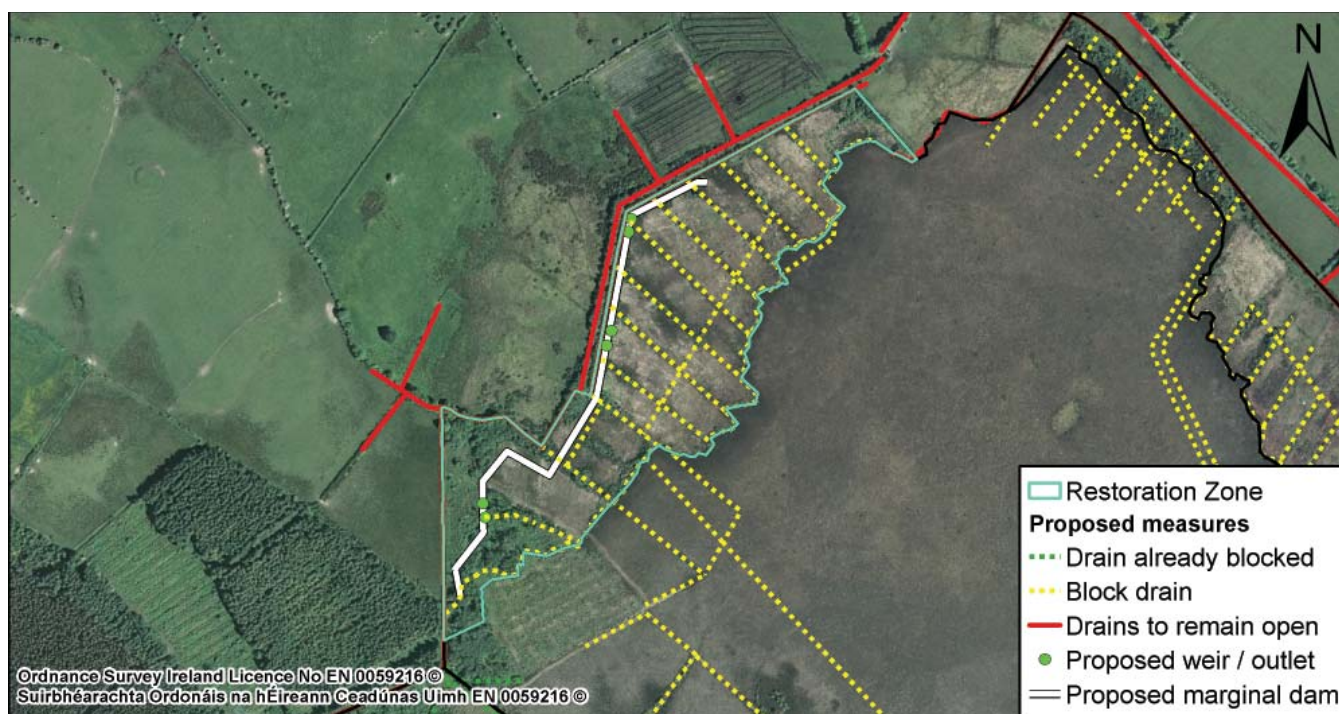 N
Restoration Zone
Proposed measures
Drain already blocked
Block drain
Drains to remain open
Proposed weir / outlet
Proposed marginal dam
Ordnance Survey Ireland Licence No EN 0059216 ©
Suirbhéarachta Ordonáis na hÉireann Ceadúnas Uimh EN 0059216 ©